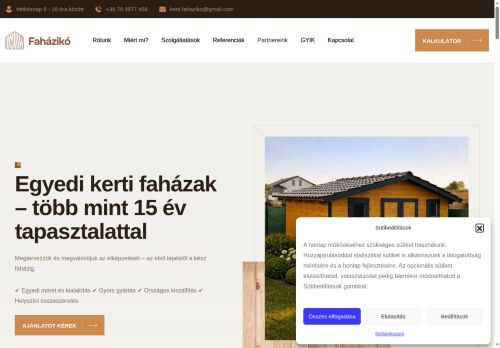 hétköznap 8 - 18 óra között
+36 70 3977 456
kerti.fahaziko@gmail.com
Faházikó
Rólunk
Miért mi?
Szolgáltatások
Referenciák
Partnereink
GYIK
Kapcsolat
KALKULÁTOR
Egyedi kerti faházak
– több mint 15 év
tapasztalattal
Megtervezzük és megvalósítjuk az elképzelését – az első lépéstől a kész
faházig.
✔ Egyedi méret és kialakítás ✔ Gyors gyártás ✔ Országos kiszállítás ✔
Helyszíni összeszerelés
AJÁNLATOT KÉREK
Sütibeállítások
A honlap működéséhez szükséges sütiket használunk.
Hozzájárulásoddal statisztikai sütiket is alkalmazunk a látogatottság
mérésére és a honlap fejlesztésére. Az opcionális sütiket
elutasíthatod, választásodat pedig bármikor módosíthatod a
Sütibeállítások gombbal.
Összes elfogadása
Elutasítás
Beállítások
Sütitájékoztató